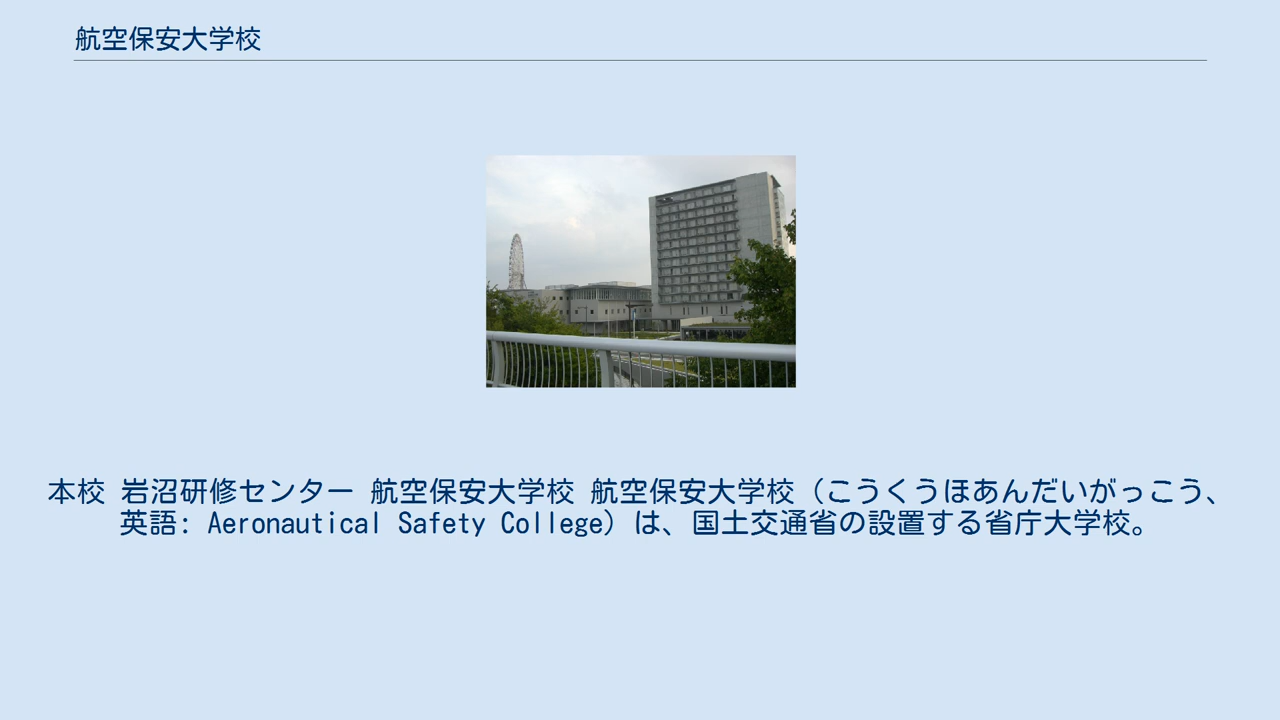 航空保安大学校
本校 岩沼研修センター 航空保安大学校 航空保安大学校（こうくうほあんだいがっこう、
英語: Aeronautical Safety College）は、国土交通省の設置する省庁大学校。